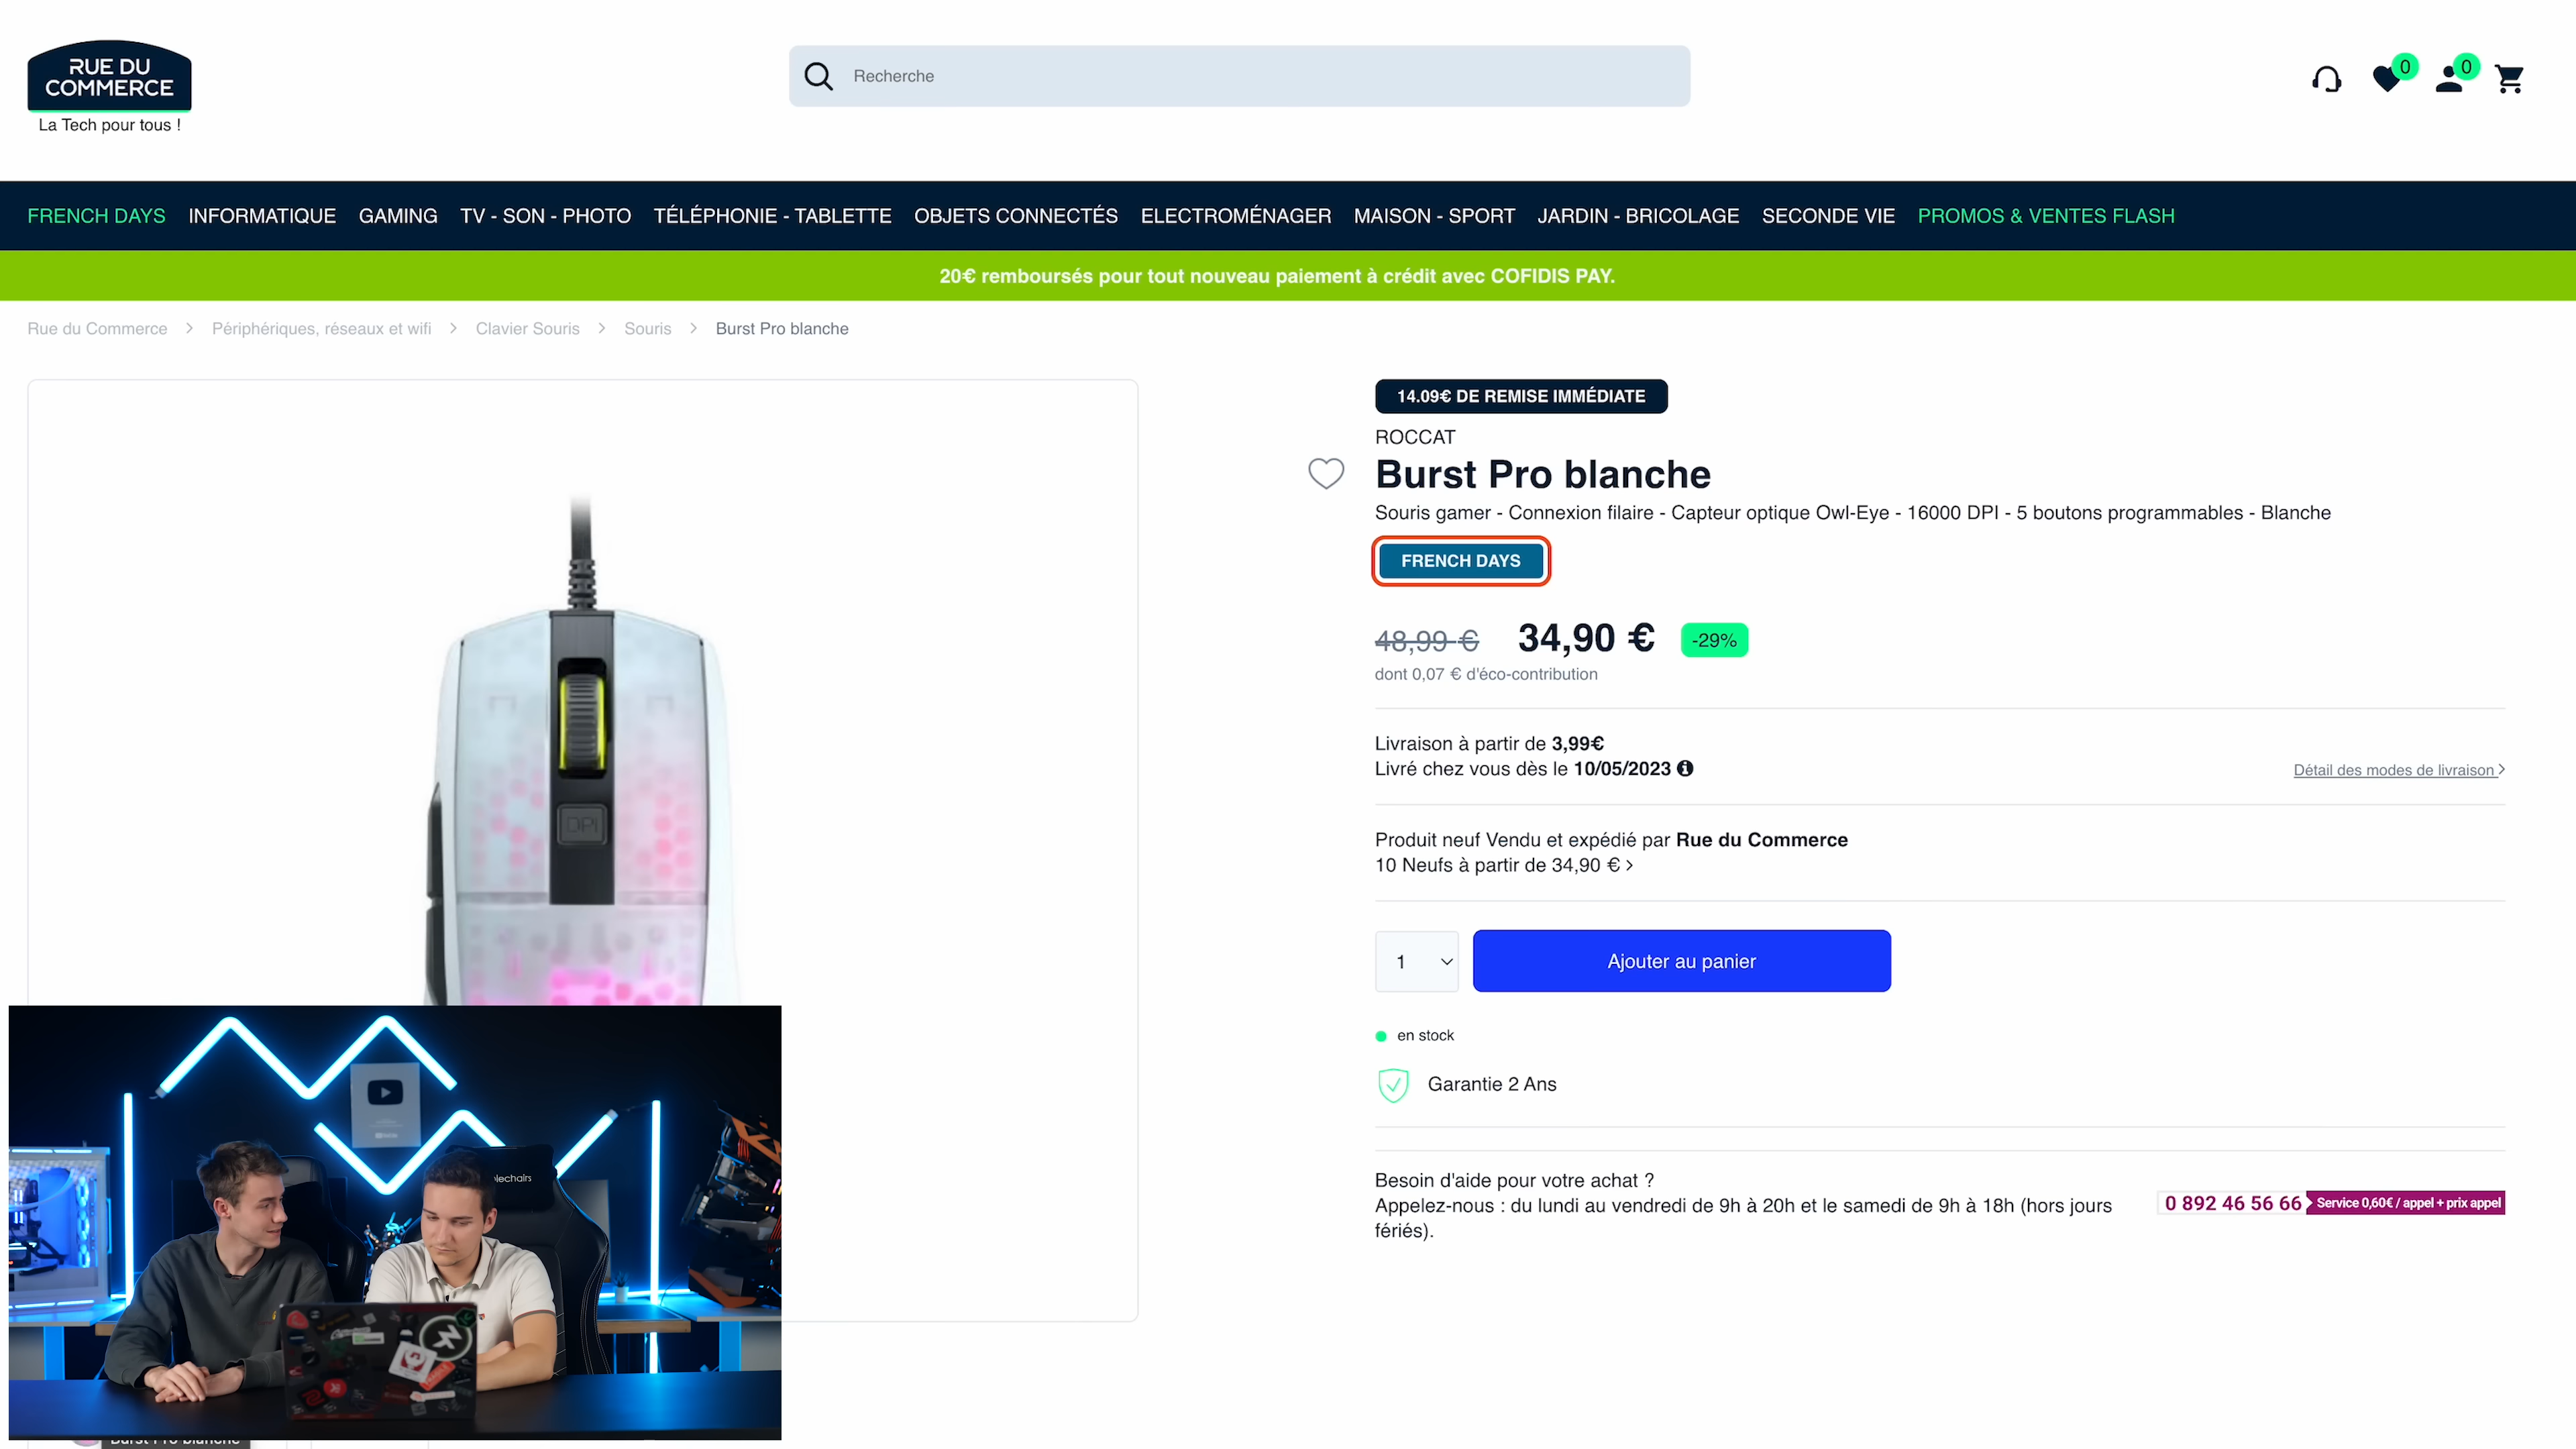 RUE DU
COMMERCE
La Tech pour tous !
Recherche
0
0
FRENCH DAYS INFORMATIQUE GAMING TV - SON - PHOTO TÉLÉPHONIE - TABLETTE OBJETS CONNECTÉS ELECTROMÉNAGER MAISON - SPORT JARDIN - BRICOLAGE SECONDE VIE PROMOS & VENTES FLASH
20€ remboursés pour tout nouveau paiement à crédit avec COFIDIS PAY.
Rue du Commerce > Périphériques, réseaux et wifi > Clavier Souris > Souris > Burst Pro blanche
14.09€ DE REMISE IMMÉDIATE
ROCCAT
Burst Pro blanche
Souris gamer - Connexion filaire - Capteur optique Owl-Eye - 16000 DPI - 5 boutons programmables - Blanche
FRENCH DAYS
48,99 € 34,90 € -29%
dont 0,07 € d'éco-contribution
Livraison à partir de 3,99€
Livré chez vous dès le 10/05/2023
Détail des modes de livraison >
Produit neuf Vendu et expédié par Rue du Commerce
10 Neufs à partir de 34,90 € >
1
Ajouter au panier
en stock
Garantie 2 Ans
Besoin d'aide pour votre achat ?
Appelez-nous : du lundi au vendredi de 9h à 20h et le samedi de 9h à 18h (hors jours
fériés).
0 892 46 56 66 Service 0,60€ / appel + prix appel
DPI
lechairs
Burst Pro blanche